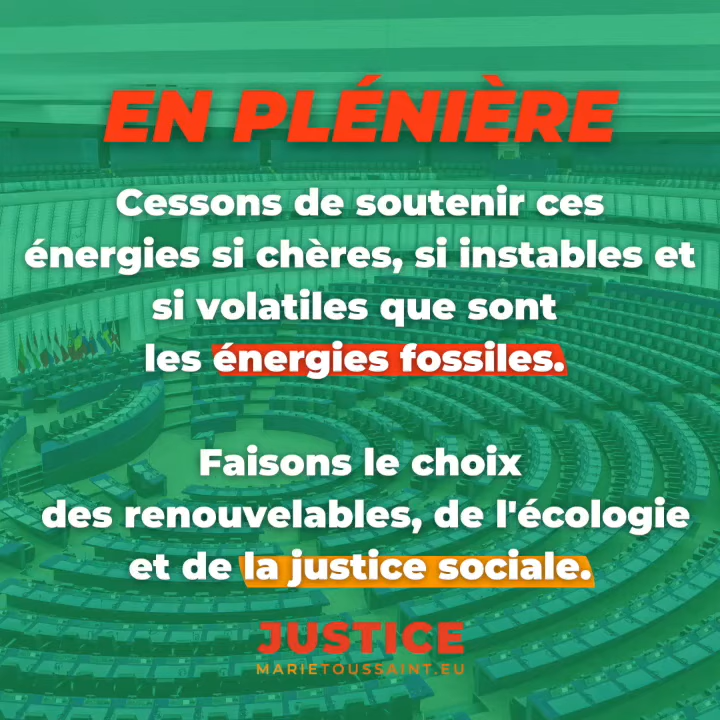 EN PLÉNIÈRE
Cessons de soutenir ces
énergies si chères, si instables et
si volatiles que sont
les énergies fossiles.
Faisons le choix
des renouvelables, de l'écologie
et de la justice sociale.
JUSTICE
MARIETOUSSAINT.EU